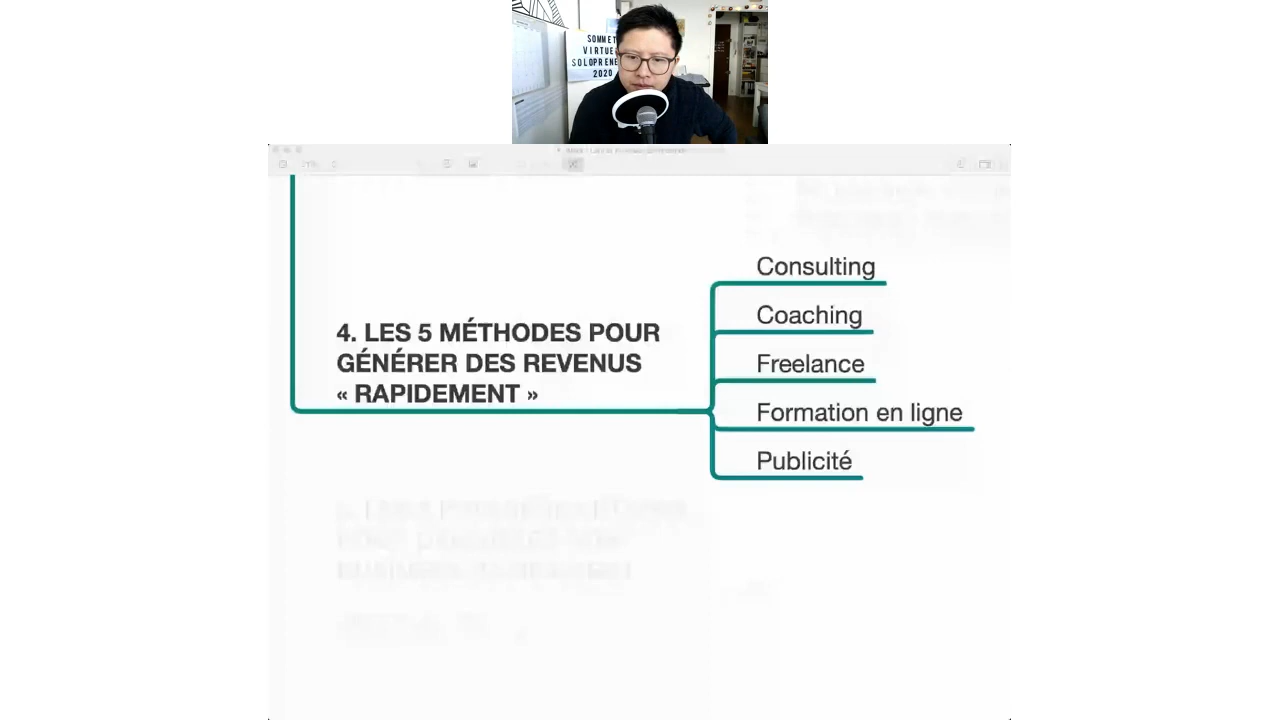 SOMMET
VIRTUEL
SOLOPRENE
2020
4. LES 5 MÉTHODES POUR
GÉNÉRER DES REVENUS
« RAPIDEMENT »
Consulting
Coaching
Freelance
Formation en ligne
Publicité